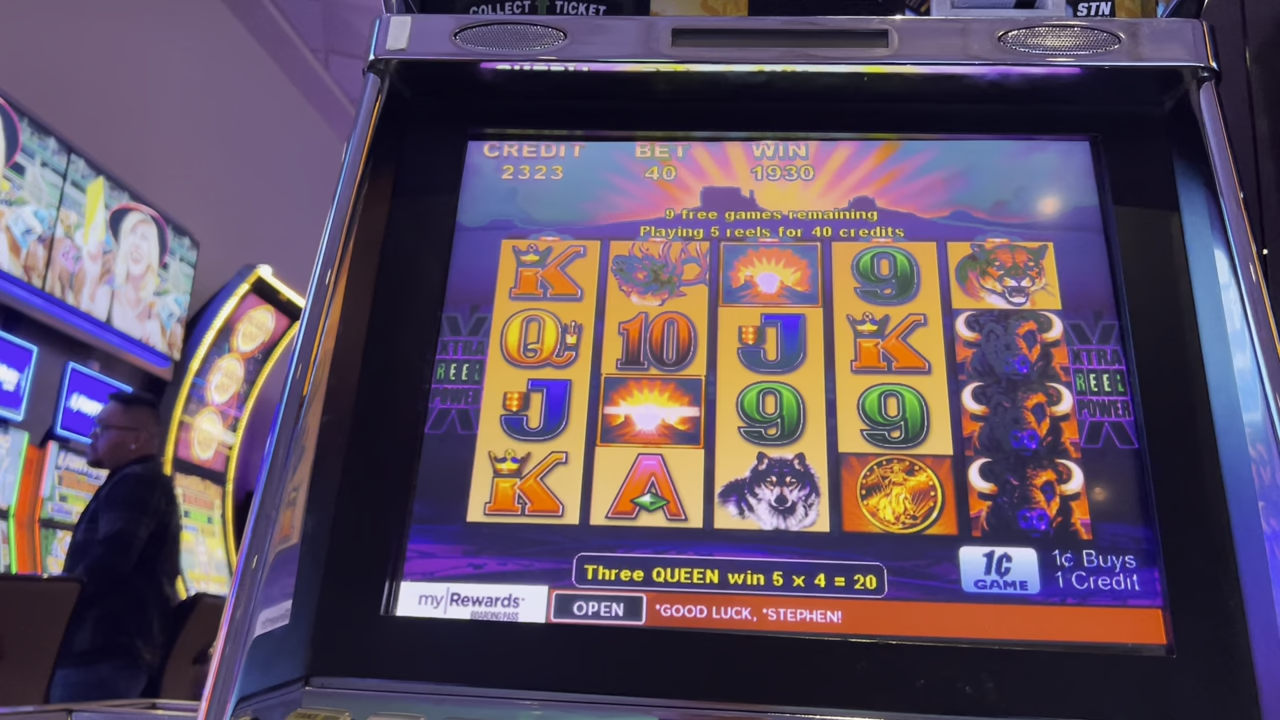 COLLECT TICKET
STN
CREDIT BET WIN
2323 40 1930
9 free games remaining
Playing 5 reels for 40 credits
K 9
Q 10 J K
J 9 9
K A
XTRA
REEL
POWER
XTRA
REEL
POWER
Three QUEEN win 5 x 4 = 20
1¢
GAME
1¢ Buys
1 Credit
my Rewards
BOARDING PASS
OPEN
*GOOD LUCK, *STEPHEN!